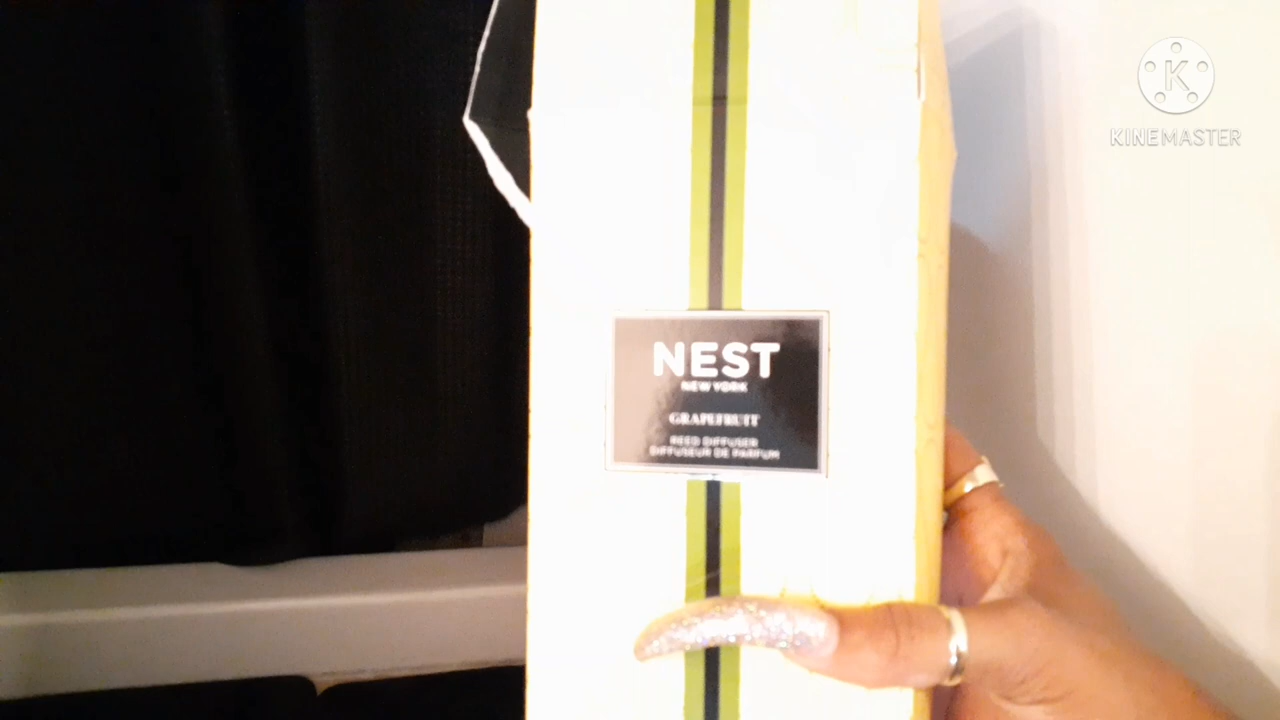 NEST
NEW YORK
GRAPEFRUIT
REED DIFFUSER
DIFFUSEUR DE PARFUM
K
KINEMASTER